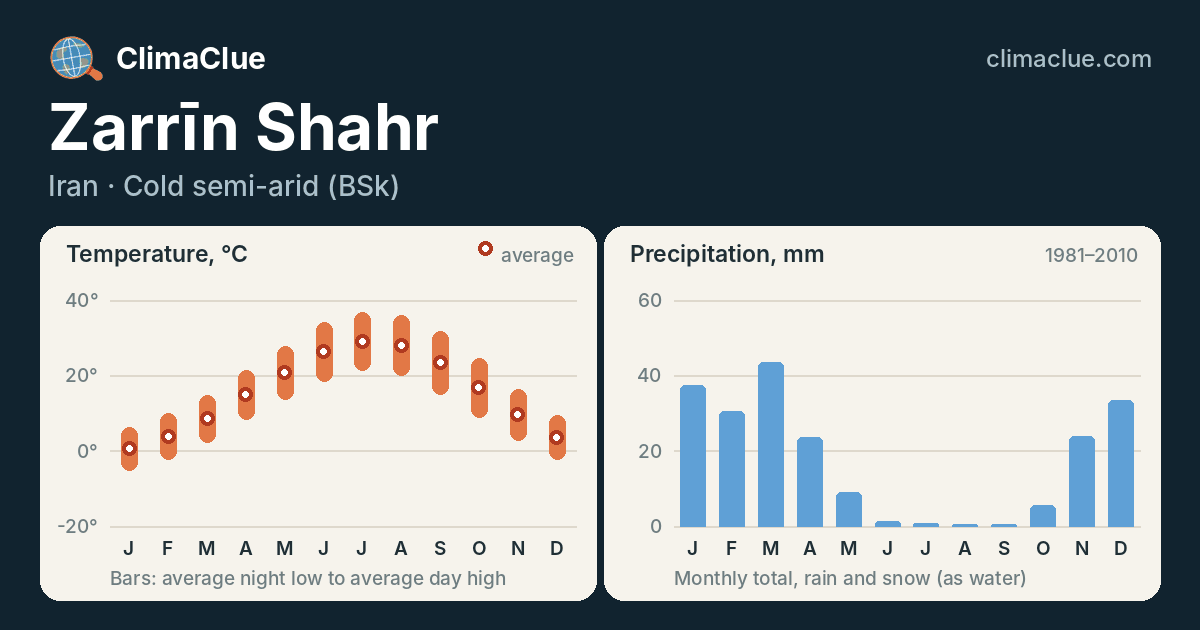 ClimaClue
climaclue.com
Zarrīn Shahr
Iran · Cold semi-arid (BSk)
Temperature, °C
average
40°
20°
0°
-20°
J F M A M J J A S O N D
Bars: average night low to average day high
Precipitation, mm
1981–2010
60
40
20
0
J F M A M J J A S O N D
Monthly total, rain and snow (as water)